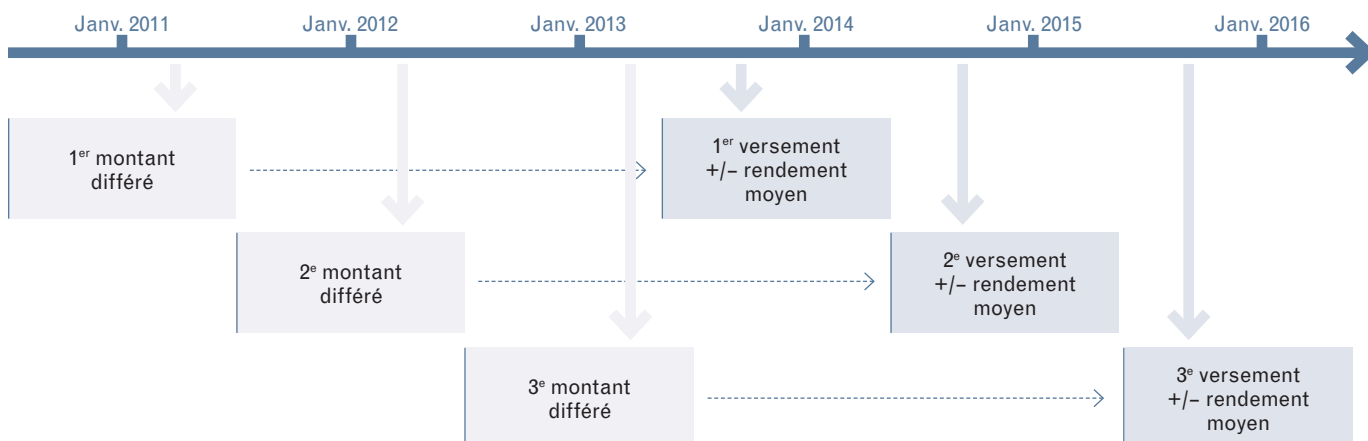 Janv. 2011
Janv. 2012
Janv. 2013
Janv. 2014
Janv. 2015
Janv. 2016
1er montant
différé
1er versement
+/– rendement
moyen
2e montant
différé
2e versement
+/– rendement
moyen
3e montant
différé
3e versement
+/– rendement
moyen